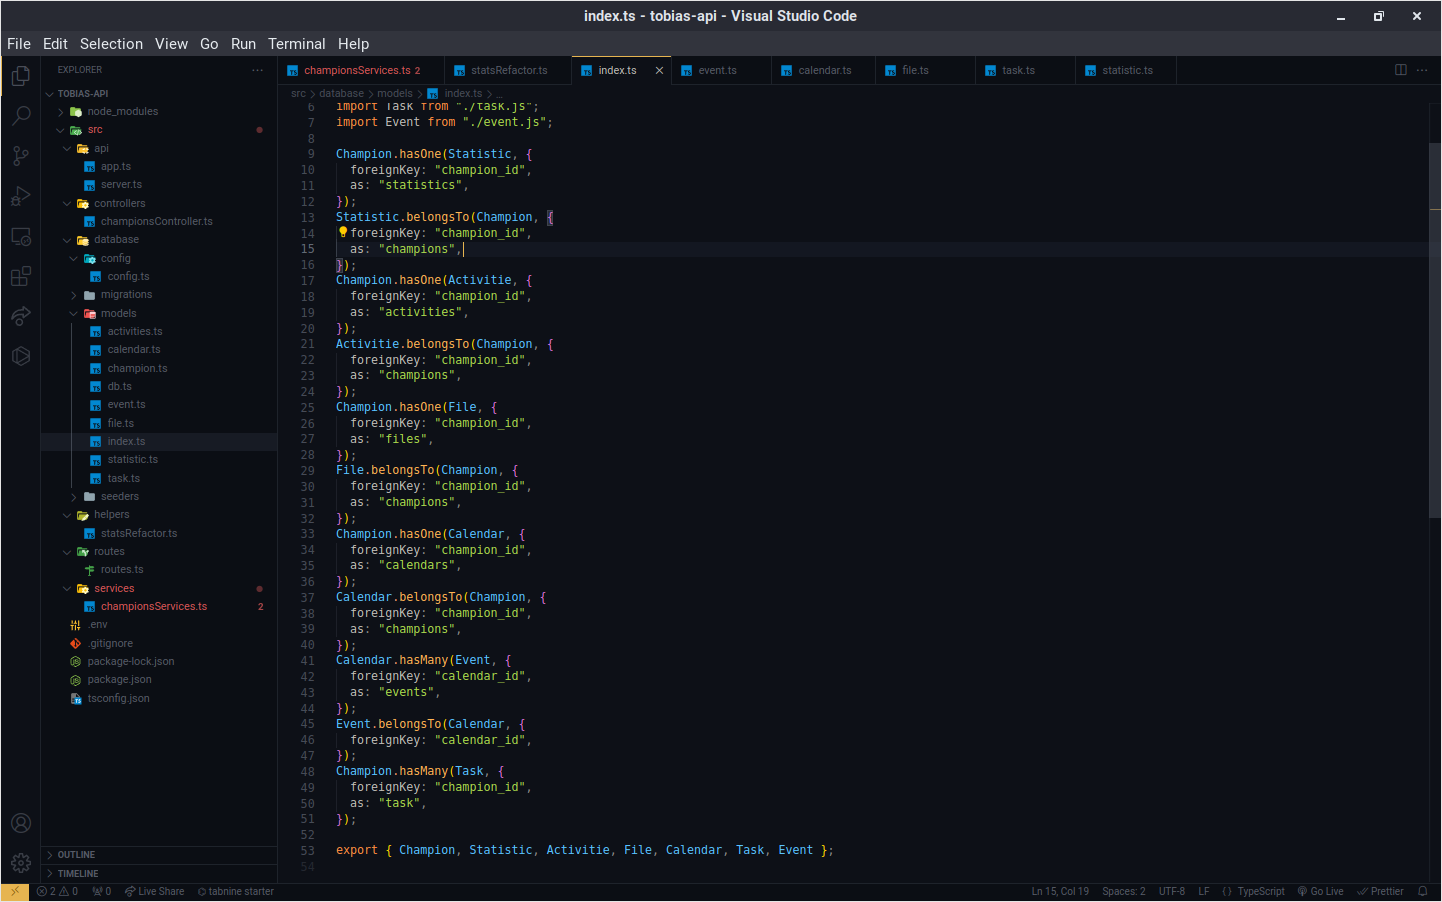 index.ts - tobias-api - Visual Studio Code
File Edit Selection View Go Run Terminal Help
EXPLORER
championsServices.ts 2 statsRefactor.ts index.ts event.ts calendar.ts file.ts task.ts statistic.ts
TOBIAS-API
node_modules
src
api
app.ts
server.ts
controllers
championsController.ts
database
config
config.ts
migrations
models
activities.ts
calendar.ts
champion.ts
db.ts
event.ts
file.ts
index.ts
statistic.ts
task.ts
seeders
helpers
statsRefactor.ts
routes
routes.ts
services
championsServices.ts 2
.env
.gitignore
package-lock.json
package.json
tsconfig.json
OUTLINE
TIMELINE
src > database > models > index.ts > ...
6 import Task from "./task.js";
7 import Event from "./event.js";
8
9 Champion.hasOne(Statistic, {
10 foreignKey: "champion_id",
11 as: "statistics",
12 });
13 Statistic.belongsTo(Champion, {
14 foreignKey: "champion_id",
15 as: "champions",
16 });
17 Champion.hasOne(Activitie, {
18 foreignKey: "champion_id",
19 as: "activities",
20 });
21 Activitie.belongsTo(Champion, {
22 foreignKey: "champion_id",
23 as: "champions",
24 });
25 Champion.hasOne(File, {
26 foreignKey: "champion_id",
27 as: "files",
28 });
29 File.belongsTo(Champion, {
30 foreignKey: "champion_id",
31 as: "champions",
32 });
33 Champion.hasOne(Calendar, {
34 foreignKey: "champion_id",
35 as: "calendars",
36 });
37 Calendar.belongsTo(Champion, {
38 foreignKey: "champion_id",
39 as: "champions",
40 });
41 Calendar.hasMany(Event, {
42 foreignKey: "calendar_id",
43 as: "events",
44 });
45 Event.belongsTo(Calendar, {
46 foreignKey: "calendar_id",
47 });
48 Champion.hasMany(Task, {
49 foreignKey: "champion_id",
50 as: "task",
51 });
52
53 export { Champion, Statistic, Activitie, File, Calendar, Task, Event };
54
2 0 0 Live Share tabnine starter Ln 15, Col 19 Spaces: 2 UTF-8 LF {} TypeScript Go Live Prettier